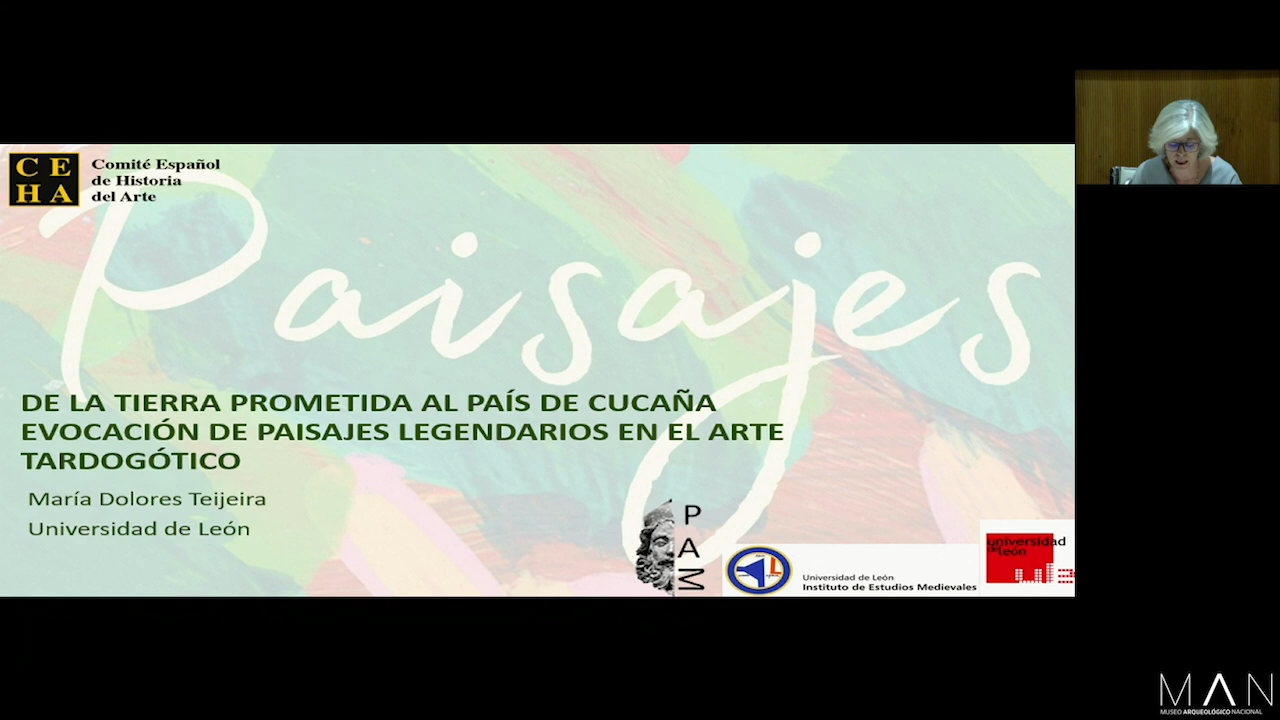 CE
HA
Comité Español
de Historia
del Arte
Paisajes
DE LA TIERRA PROMETIDA AL PAÍS DE CUCAÑA
EVOCACIÓN DE PAISAJES LEGENDARIOS EN EL ARTE
TARDOGÓTICO
María Dolores Teijeira
Universidad de León
P
A
M
Universidad de León
Instituto de Estudios Medievales
universidad
de león
MAN
MUSEO ARQUEOLÓGICO NACIONAL